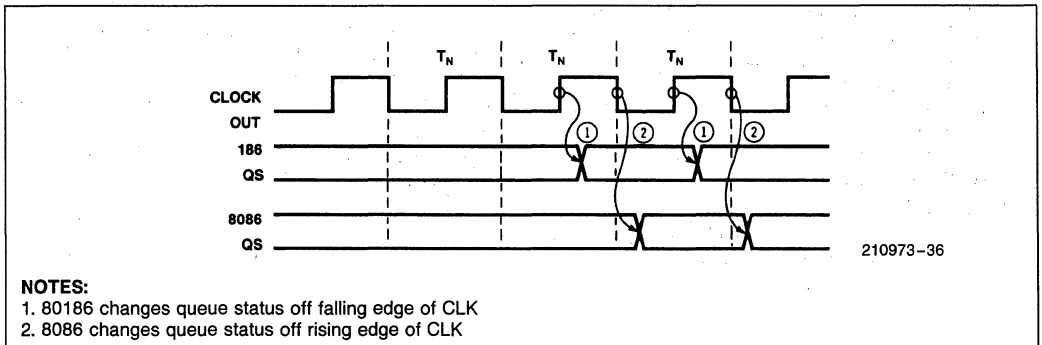 T_N T_N T_N
CLOCK
OUT
① ② ① ②
186
QS
8086
QS
210973–36
NOTES:
1. 80186 changes queue status off falling edge of CLK
2. 8086 changes queue status off rising edge of CLK